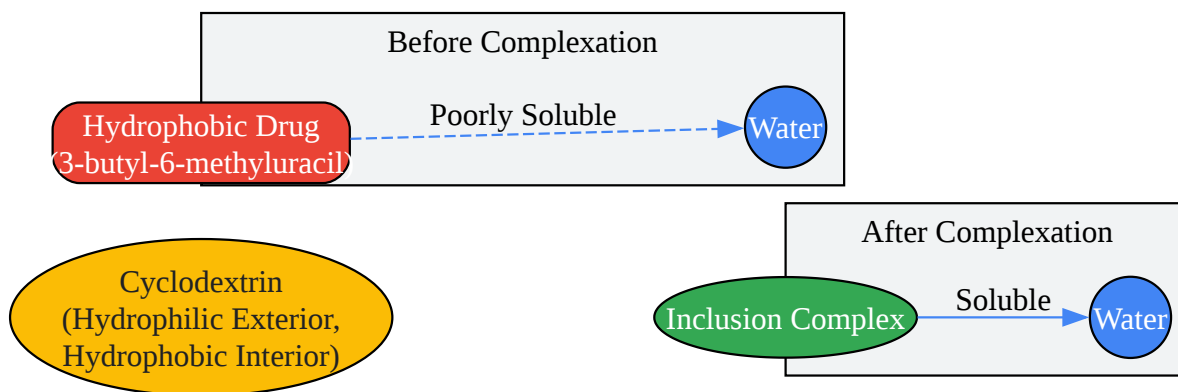 Before Complexation
Hydrophobic Drug
(3-butyl-6-methyluracil)
Poorly Soluble
Water
After Complexation
Cyclodextrin
(Hydrophilic Exterior,
Hydrophobic Interior)
Inclusion Complex
Soluble
Water